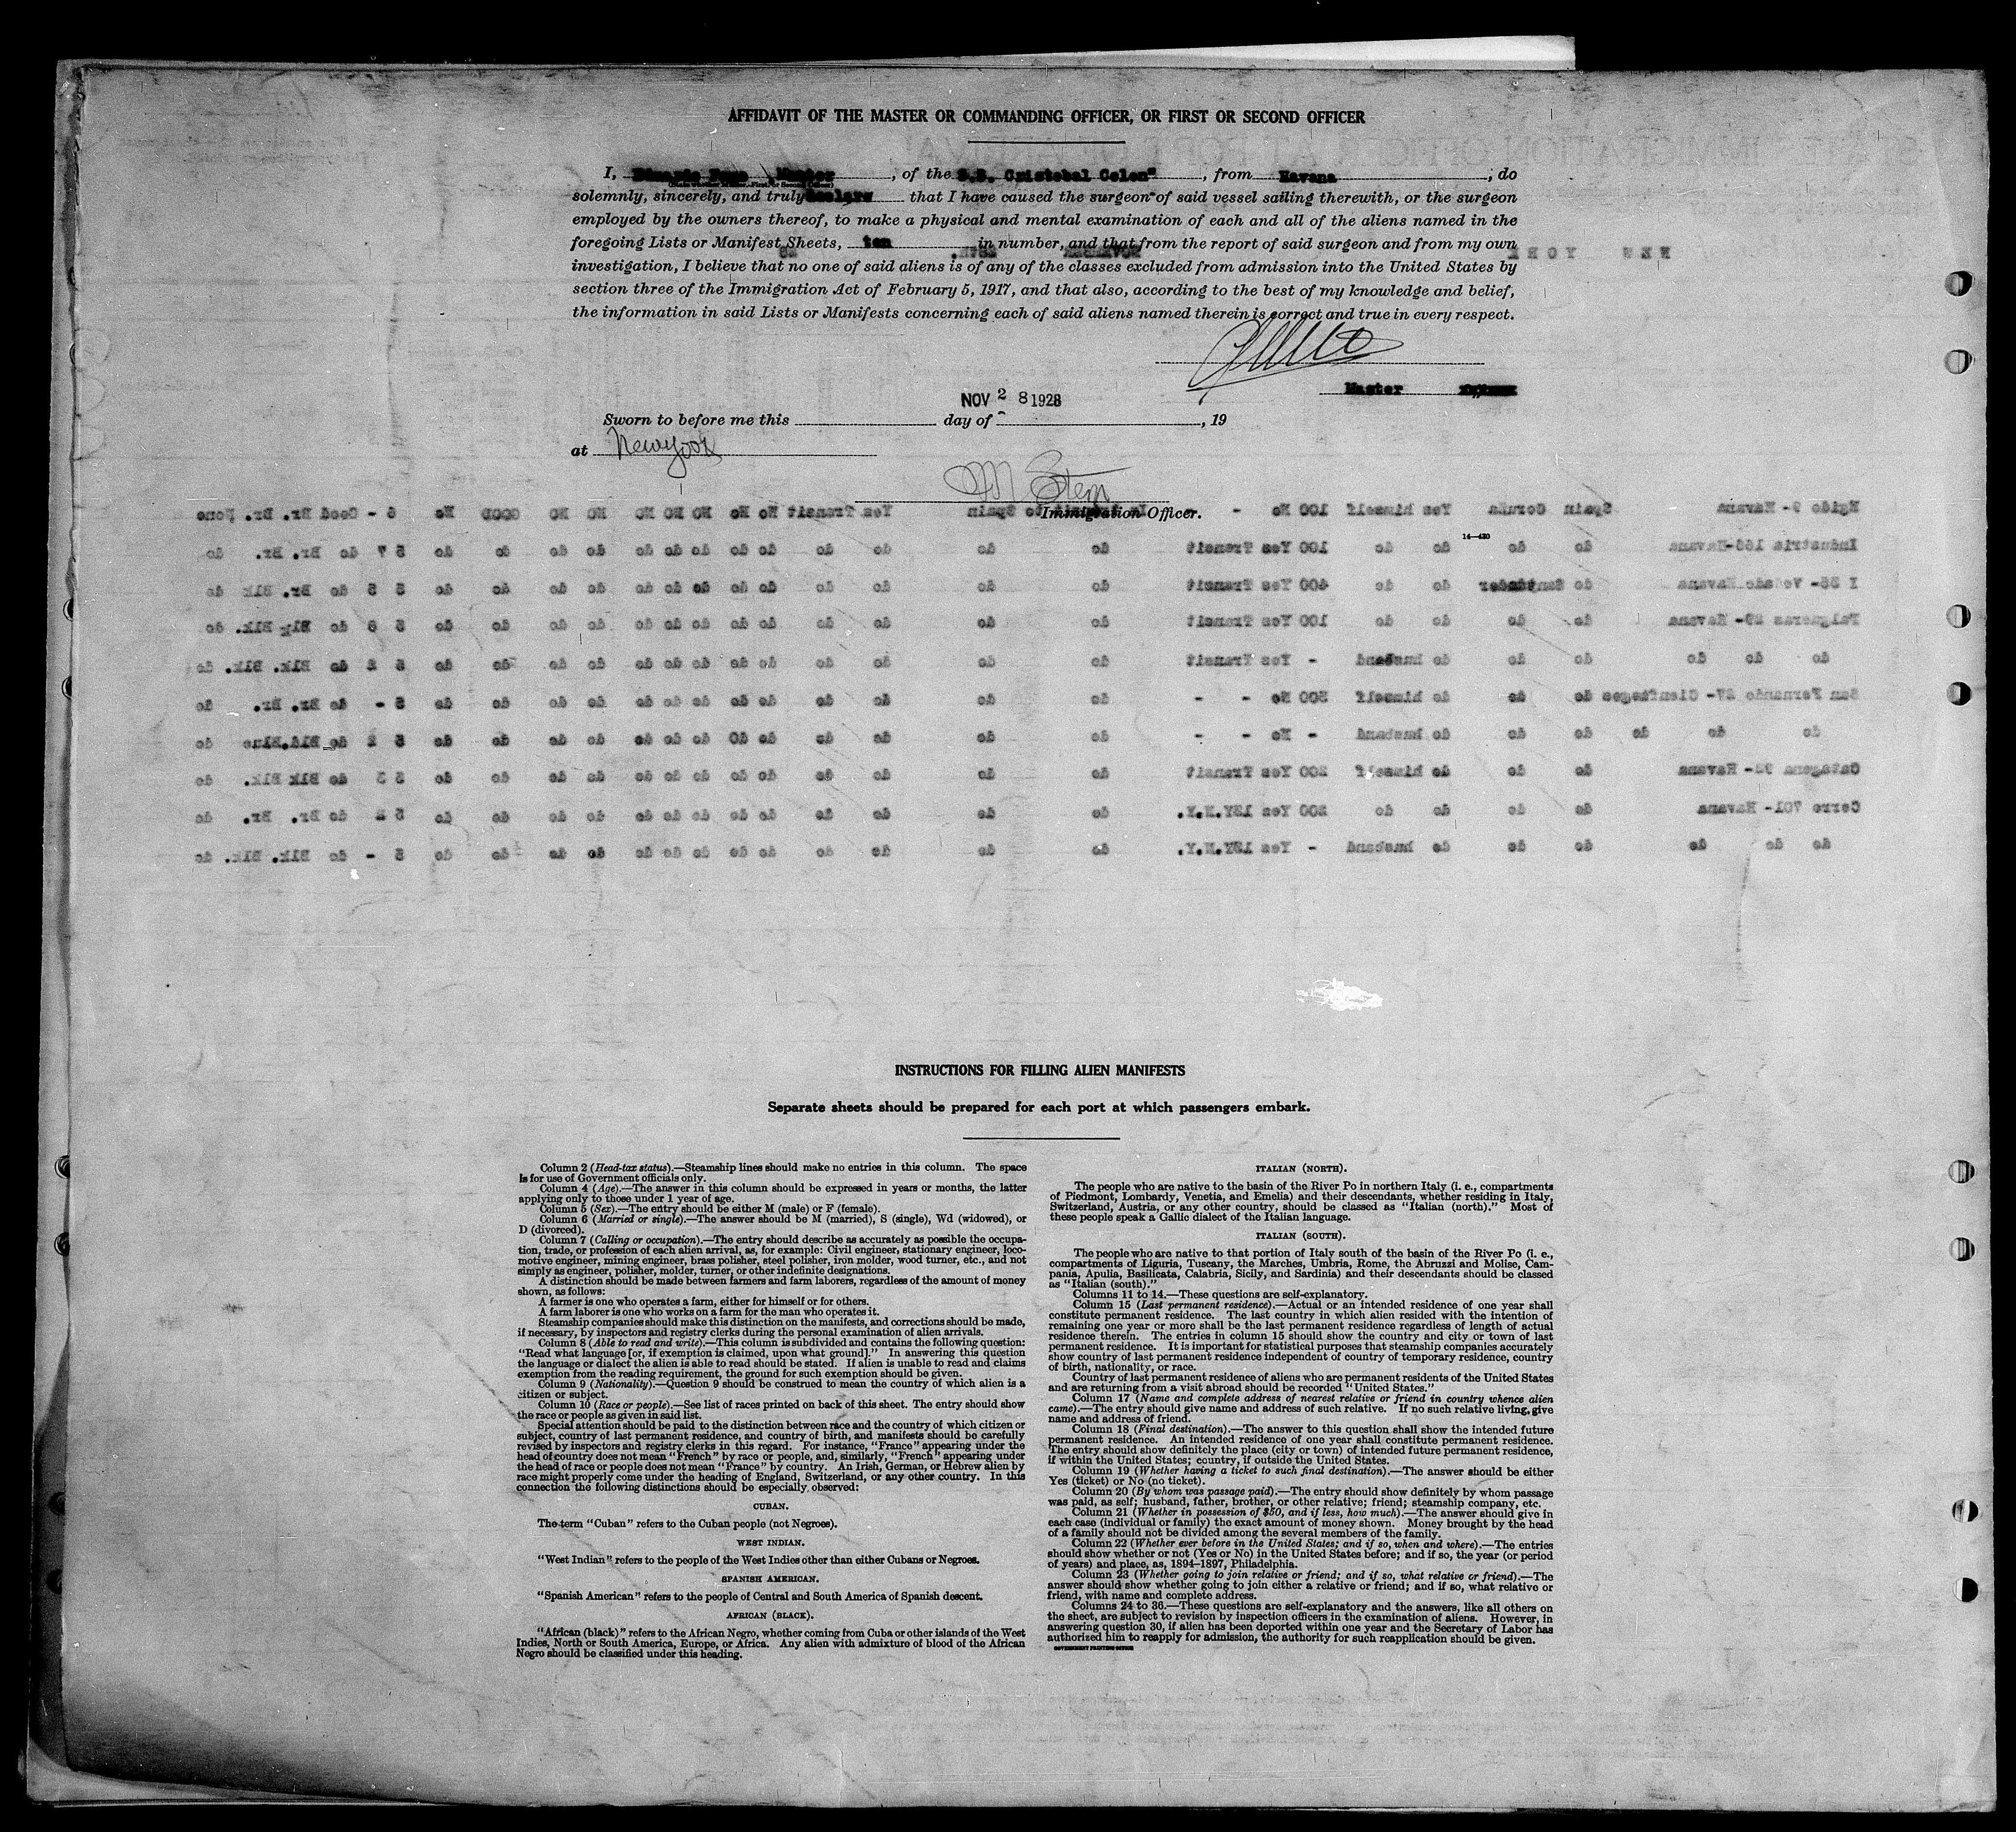 AFFIDAVIT OF THE MASTER OR COMMANDING OFFICER, OR FIRST OR SECOND OFFICER
I, Master, of the S.S. Cristobal Colon", from Havana, do
solemnly, sincerely, and truly declare that I have caused the surgeon of said vessel sailing therewith, or the surgeon
employed by the owners thereof, to make a physical and mental examination of each and all of the aliens named in the
foregoing Lists or Manifest Sheets, ten in number, and that from the report of said surgeon and from my own
investigation, I believe that no one of said aliens is of any of the classes excluded from admission into the United States by
section three of the Immigration Act of February 5, 1917, and that also, according to the best of my knowledge and belief,
the information in said Lists or Manifests concerning each of said aliens named therein is correct and true in every respect.
Master
NOV 28 1928
Sworn to before me this day of , 19
at New York
M Stern
Immigration Officer.
14—430
INSTRUCTIONS FOR FILLING ALIEN MANIFESTS
Separate sheets should be prepared for each port at which passengers embark.
Column 2 (Head-tax status).—Steamship lines should make no entries in this column. The space
is for use of Government officials only.
Column 4 (Age).—The answer in this column should be expressed in years or months, the latter
applying only to those under 1 year of age.
Column 5 (Sex).—The entry should be either M (male) or F (female).
Column 6 (Married or single).—The answer should be M (married), S (single), Wd (widowed), or
D (divorced).
Column 7 (Calling or occupation).—The entry should describe as accurately as possible the occupa-
tion, trade, or profession of each alien arrival, as, for example: Civil engineer, stationary engineer, loco-
motive engineer, mining engineer, brass polisher, steel polisher, iron molder, wood turner, etc., and not
simply as engineer, polisher, molder, turner, or other indefinite designations.
A distinction should be made between farmers and farm laborers, regardless of the amount of money
shown, as follows:
A farmer is one who operates a farm, either for himself or for others.
A farm laborer is one who works on a farm for the man who operates it.
Steamship companies should make this distinction on the manifests, and corrections should be made,
if necessary, by inspectors and registry clerks during the personal examination of alien arrivals.
Column 8 (Able to read and write).—This column is subdivided and contains the following question:
"Read what language [or, if exemption is claimed, upon what ground]." In answering this question
the language or dialect the alien is able to read should be stated. If alien is unable to read and claims
exemption from the reading requirement, the ground for such exemption should be given.
Column 9 (Nationality).—Question 9 should be construed to mean the country of which alien is a
citizen or subject.
Column 10 (Race or people).—See list of races printed on back of this sheet. The entry should show
the race or people as given in said list.
Special attention should be paid to the distinction between race and the country of which citizen or
subject, country of last permanent residence, and country of birth, and manifests should be carefully
revised by inspectors and registry clerks in this regard. For instance, "France" appearing under the
head of country does not mean "French" by race or people, and, similarly, "French" appearing under
the head of race or people does not mean "France" by country. An Irish, German, or Hebrew alien by
race might properly come under the heading of England, Switzerland, or any other country. In this
connection the following distinctions should be especially observed:
CUBAN.
The term "Cuban" refers to the Cuban people (not Negroes).
WEST INDIAN.
"West Indian" refers to the people of the West Indies other than either Cubans or Negroes.
SPANISH AMERICAN.
"Spanish American" refers to the people of Central and South America of Spanish descent.
AFRICAN (BLACK).
"African (black)" refers to the African Negro, whether coming from Cuba or other islands of the West
Indies, North or South America, Europe, or Africa. Any alien with admixture of blood of the African
Negro should be classified under this heading.
ITALIAN (NORTH).
The people who are native to the basin of the River Po in northern Italy (i. e., compartments
of Piedmont, Lombardy, Venetia, and Emelia) and their descendants, whether residing in Italy,
Switzerland, Austria, or any other country, should be classed as "Italian (north)." Most of
these people speak a Gallic dialect of the Italian language.
ITALIAN (SOUTH).
The people who are native to that portion of Italy south of the basin of the River Po (i. e.,
compartments of Liguria, Tuscany, the Marches, Umbria, Rome, the Abruzzi and Molise, Cam-
pania, Apulia, Basilicata, Calabria, Sicily, and Sardinia) and their descendants should be classed
as "Italian (south)."
Columns 11 to 14.—These questions are self-explanatory.
Column 15 (Last permanent residence).—Actual or an intended residence of one year shall
constitute permanent residence. The last country in which alien resided with the intention of
remaining one year or more shall be the last permanent residence regardless of length of actual
residence therein. The entries in column 15 should show the country and city or town of last
permanent residence. It is important for statistical purposes that steamship companies accurately
show country of last permanent residence independent of country of temporary residence, country
of birth, nationality, or race.
Country of last permanent residence of aliens who are permanent residents of the United States
and are returning from a visit abroad should be recorded "United States."
Column 17 (Name and complete address of nearest relative or friend in country whence alien
came).—The entry should give name and address of such relative. If no such relative living, give
name and address of friend.
Column 18 (Final destination).—The answer to this question shall show the intended future
permanent residence. An intended residence of one year shall constitute permanent residence.
The entry should show definitely the place (city or town) of intended future permanent residence,
if within the United States; country, if outside the United States.
Column 19 (Whether having a ticket to such final destination).—The answer should be either
Yes (ticket) or No (no ticket).
Column 20 (By whom was passage paid).—The entry should show definitely by whom passage
was paid, as self; husband, father, brother, or other relative; friend; steamship company, etc.
Column 21 (Whether in possession of $50, and if less, how much).—The answer should give in
each case (individual or family) the exact amount of money shown. Money brought by the head
of a family should not be divided among the several members of the family.
Column 22 (Whether ever before in the United States; and if so, when and where).—The entries
should show whether or not (Yes or No) in the United States before; and if so, the year (or period
of years) and place, as, 1894-1897, Philadelphia.
Column 23 (Whether going to join relative or friend; and if so, what relative or friend).—The
answer should show whether going to join either a relative or friend; and if so, what relative or
friend, with name and complete address.
Columns 24 to 36.—These questions are self-explanatory and the answers, like all others on
the sheet, are subject to revision by inspection officers in the examination of aliens. However, in
answering question 30, if alien has been deported within one year and the Secretary of Labor has
authorized him to reapply for admission, the authority for such reapplication should be given.
GOVERNMENT PRINTING OFFICE